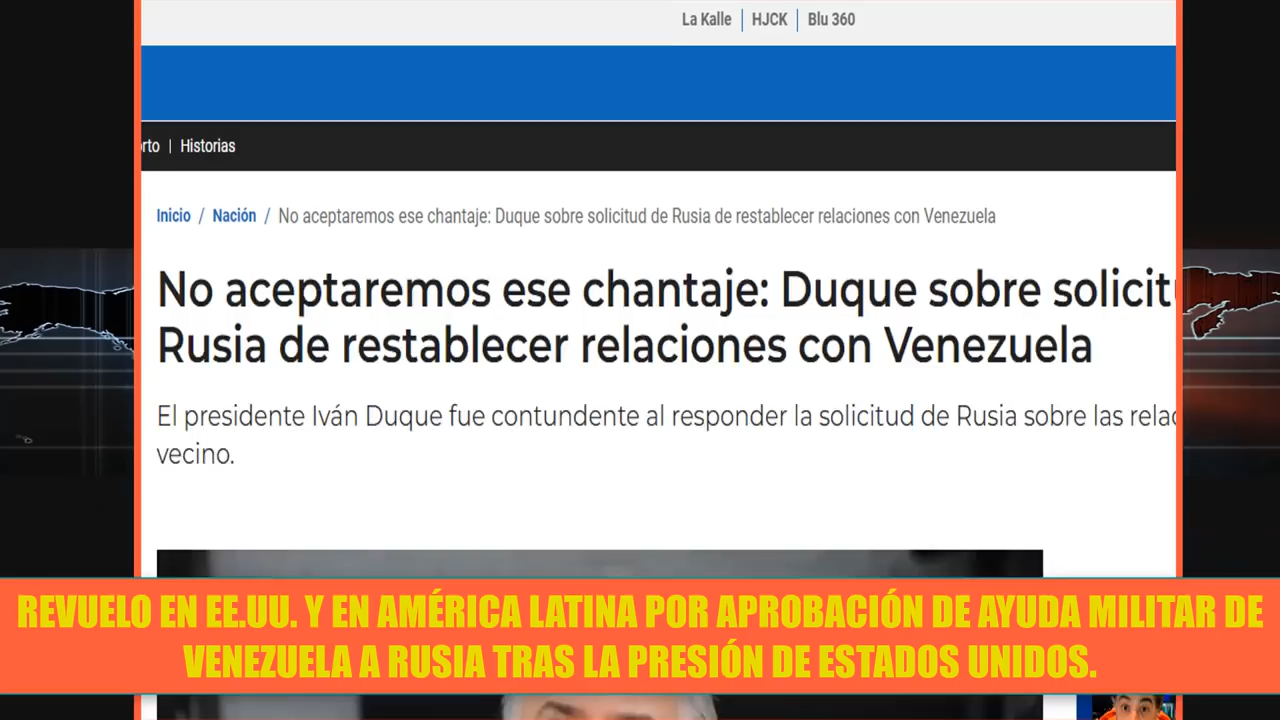 La Kalle | HJCK | Blu 360
orto | Historias
Inicio / Nación / No aceptaremos ese chantaje: Duque sobre solicitud de Rusia de restablecer relaciones con Venezuela
No aceptaremos ese chantaje: Duque sobre solicit
Rusia de restablecer relaciones con Venezuela
El presidente Iván Duque fue contundente al responder la solicitud de Rusia sobre las relac
vecino.
REVUELO EN EE.UU. Y EN AMÉRICA LATINA POR APROBACIÓN DE AYUDA MILITAR DE
VENEZUELA A RUSIA TRAS LA PRESIÓN DE ESTADOS UNIDOS.